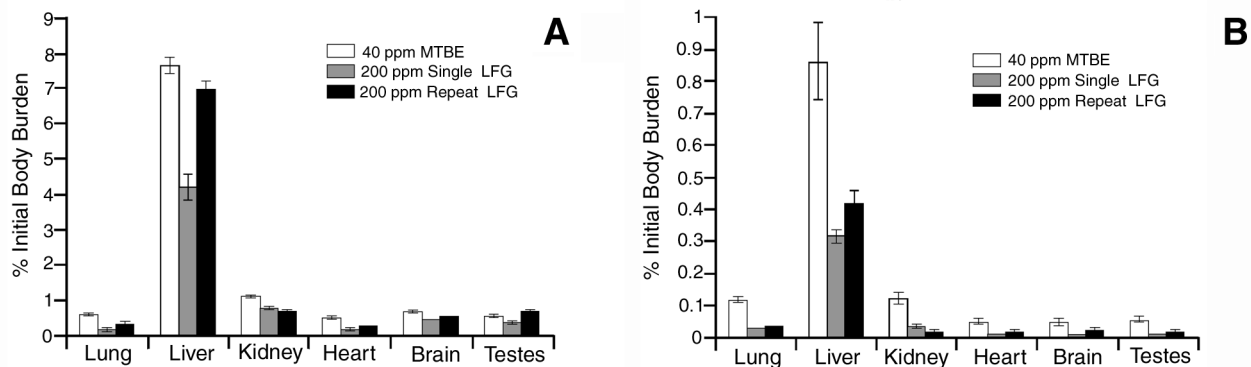 A
% Initial Body Burden
9
8
7
6
5
4
3
2
1
0
40 ppm MTBE
200 ppm Single LFG
200 ppm Repeat LFG
Lung Liver Kidney Heart Brain Testes
B
% Initial Body Burden
1
0.9
0.8
0.7
0.6
0.5
0.4
0.3
0.2
0.1
0
40 ppm MTBE
200 ppm Single LFG
200 ppm Repeat LFG
Lung Liver Kidney Heart Brain Testes